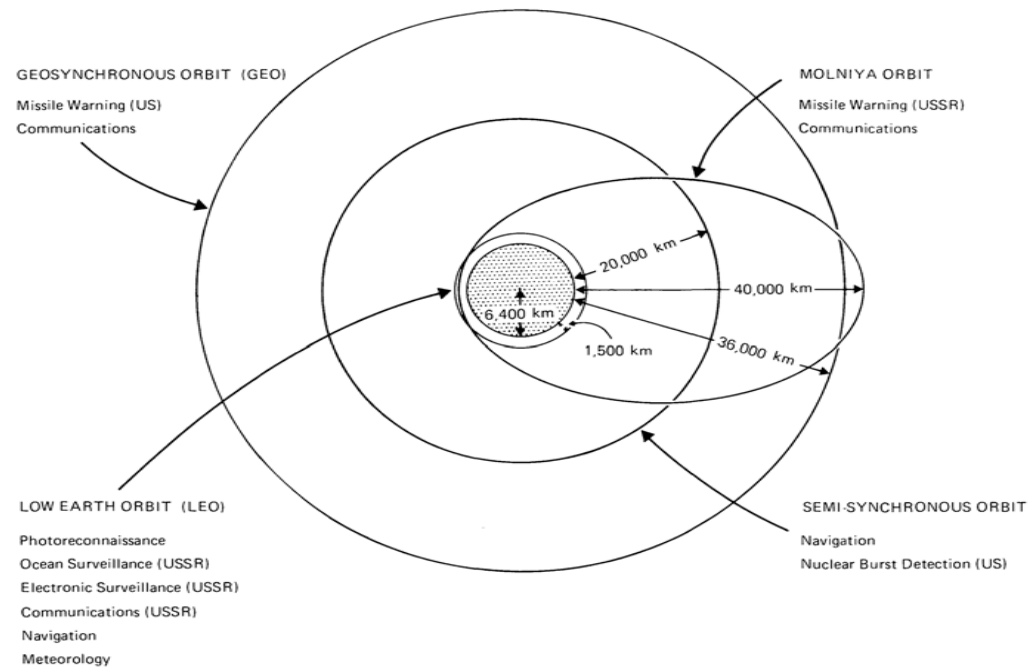 GEOSYNCHRONOUS ORBIT (GEO)
Missile Warning (US)
Communications
MOLNIYA ORBIT
Missile Warning (USSR)
Communications
20,000 km
40,000 km
6,400 km
1,500 km
36,000 km
LOW EARTH ORBIT (LEO)
Photoreconnaissance
Ocean Surveillance (USSR)
Electronic Surveillance (USSR)
Communications (USSR)
Navigation
Meteorology
SEMI-SYNCHRONOUS ORBIT
Navigation
Nuclear Burst Detection (US)